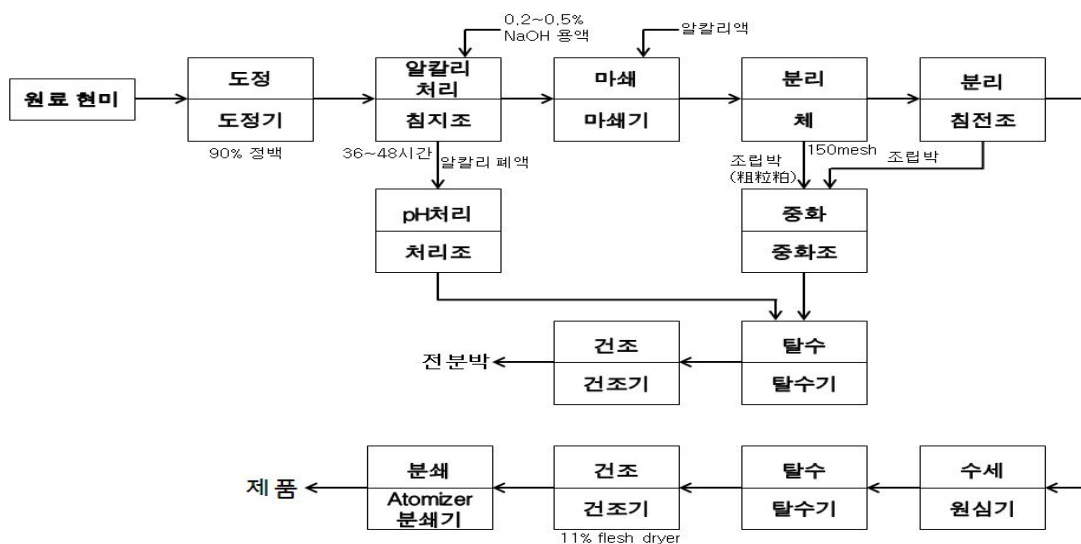 0.2~0.5%
NaOH 용액
알칼리액
원료 현미
도정
도정기
90% 정백
알칼리
처리
침지조
36~48시간
알칼리 폐액
마쇄
마쇄기
분리
체
150mesh
조립박
(粗粒粕)
분리
침전조
조립박
pH처리
처리조
중화
중화조
전분박
건조
건조기
탈수
탈수기
제품
분쇄
Atomizer
분쇄기
건조
건조기
11% flesh dryer
탈수
탈수기
수세
원심기